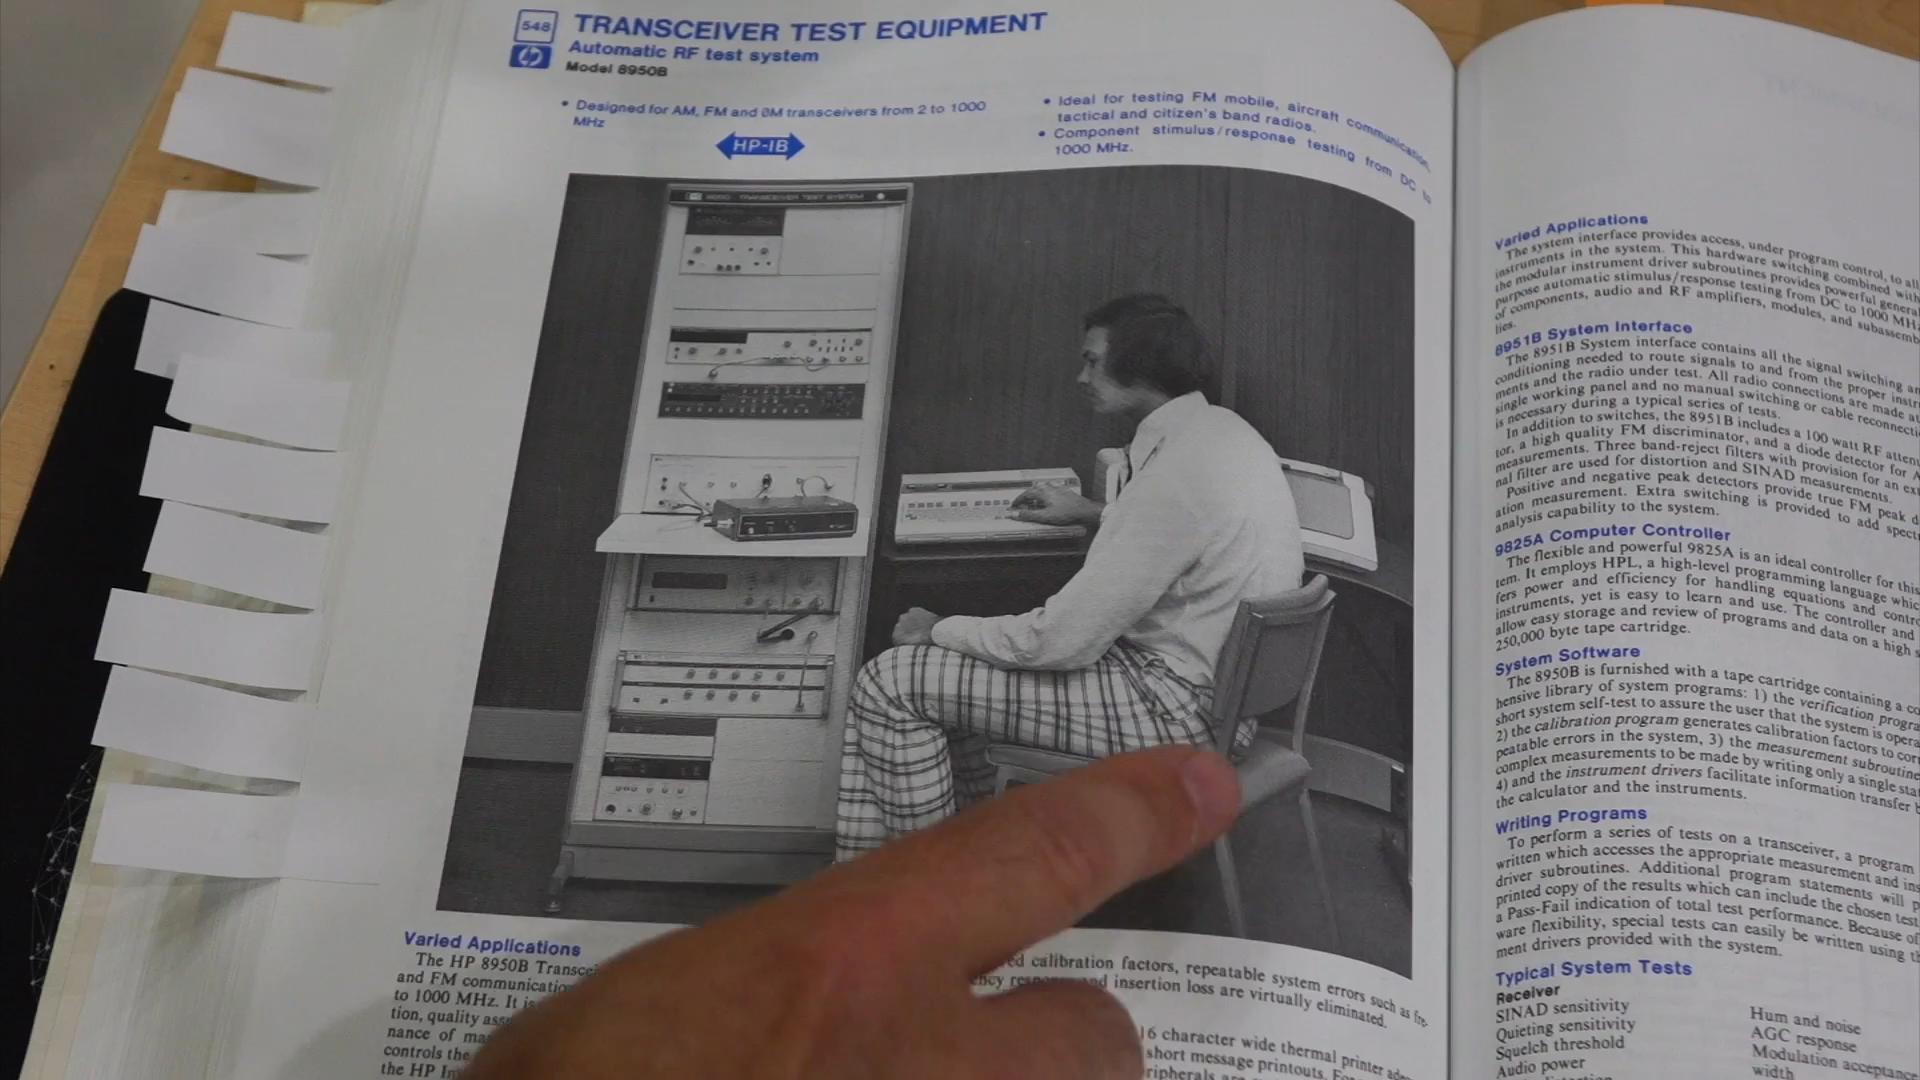 548
TRANSCEIVER TEST EQUIPMENT
hp
Automatic RF test system
Model 8950B
• Designed for AM, FM and ØM transceivers from 2 to 1000
MHz
HP-IB
• Ideal for testing FM mobile, aircraft communication,
tactical and citizen's band radios.
• Component stimulus/response testing from DC to
1000 MHz.
TRANSCEIVER TEST SYSTEM
Varied Applications
The HP 8950B
and FM
to 1000 MHz. It is
tion, quality
nance of
controls the
the HP
calibration factors, repeatable system errors such as fre-
and insertion loss are virtually eliminated.
16 character wide thermal printer
short message printouts.
Varied Applications
The system interface provides access, under program control, to all
instruments in the system. This hardware switching combined with
the modular instrument driver subroutines provides powerful general
purpose automatic stimulus/response testing from DC to 1000 MHz
of components, audio and RF amplifiers, modules, and
lies.
8951B System Interface
The 8951B System interface contains all the signal switching
conditioning needed to route signals to and from the proper
ments and the radio under test. All radio connections are made at
single working panel and no manual switching or cable
is necessary during a typical series of tests.
In addition to switches, the 8951B includes a 100 watt RF
tor, a high quality FM discriminator, and a diode detector for
measurements. Three band-reject filters with provision for an
nal filter are used for distortion and SINAD measurements.
Positive and negative peak detectors provide true FM peak
ation measurement. Extra switching is provided to add
analysis capability to the system.
9825A Computer Controller
The flexible and powerful 9825A is an ideal controller for this
tem. It employs HPL, a high-level programming language
fers power and efficiency for handling equations and
instruments, yet is easy to learn and use. The controller and
allow easy storage and review of programs and data on a high
250,000 byte tape cartridge.
System Software
The 8950B is furnished with a tape cartridge containing a
hensive library of system programs: 1) the verification
short system self-test to assure the user that the system is
2) the calibration program generates calibration factors to
peatable errors in the system, 3) the measurement
complex measurements to be made by writing only a single
4) and the instrument drivers facilitate information transfer
the calculator and the instruments.
Writing Programs
To perform a series of tests on a transceiver, a program
written which accesses the appropriate measurement and
driver subroutines. Additional program statements will
printed copy of the results which can include the chosen test
a Pass-Fail indication of total test performance. Because of
ware flexibility, special tests can easily be written using
ment drivers provided with the system.
Typical System Tests
Receiver
SINAD sensitivity
Quieting sensitivity
Squelch threshold
Audio power
Hum and noise
AGC response
Modulation acceptance
width